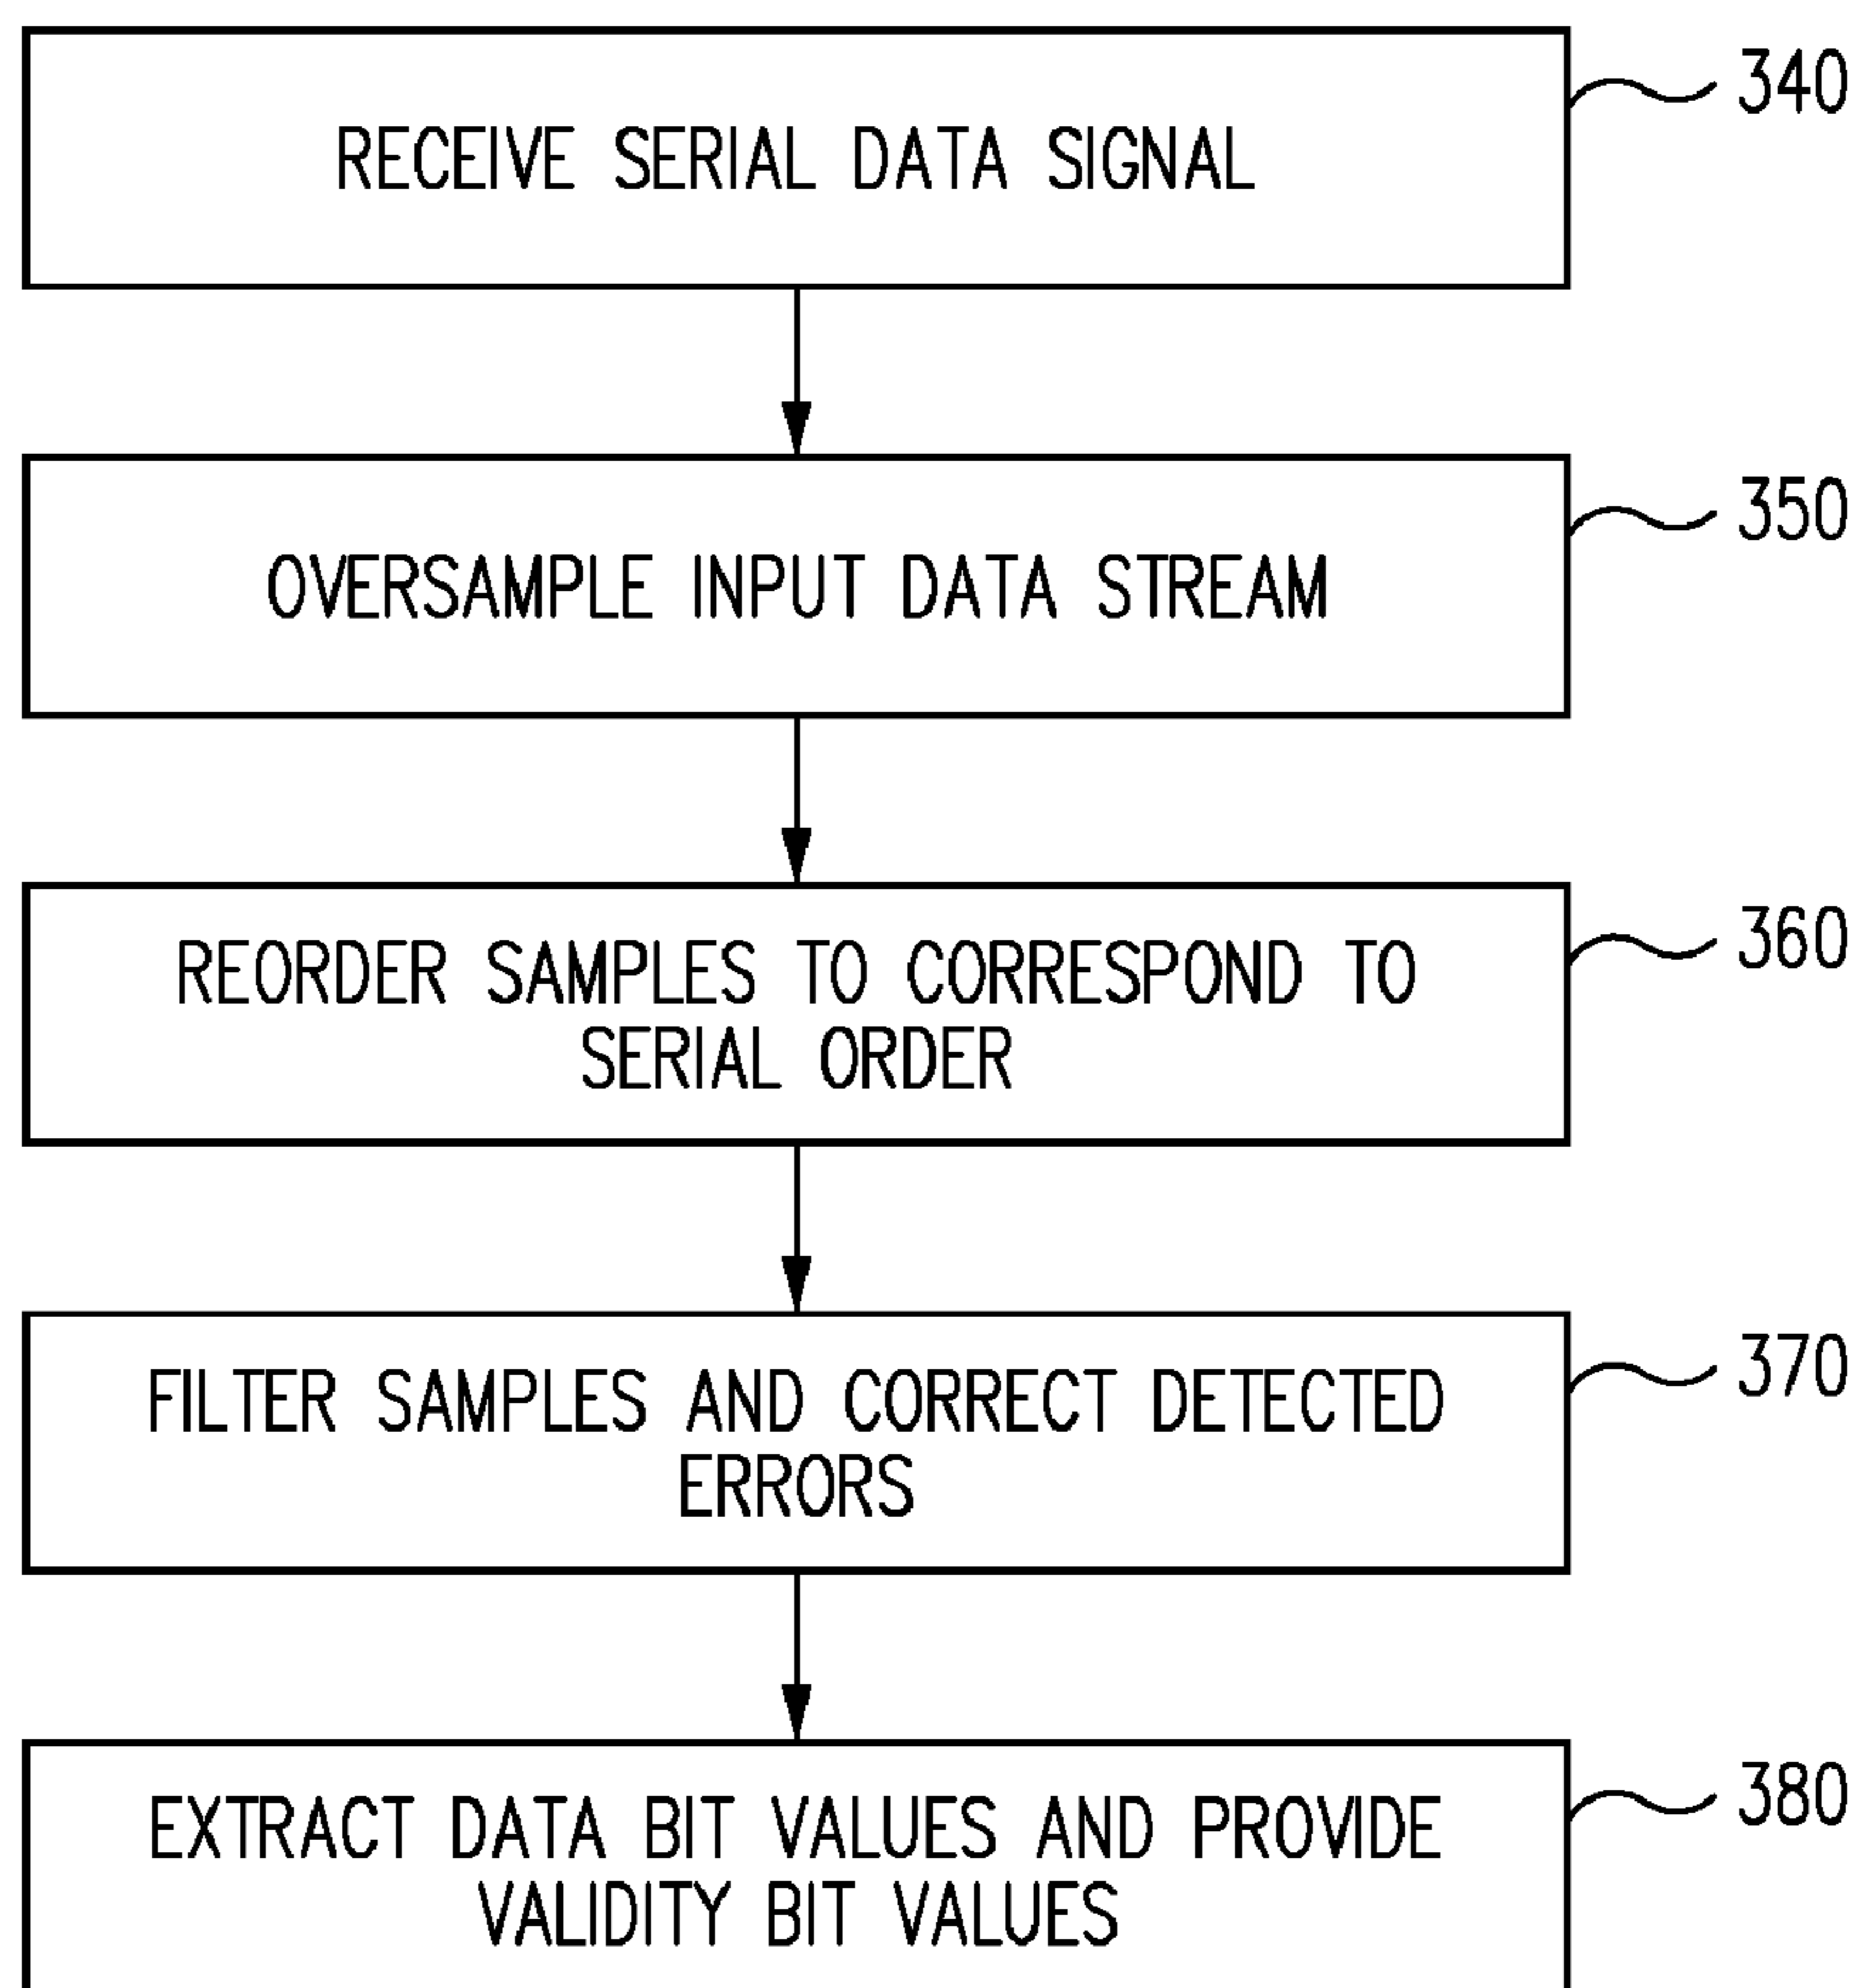 340
RECEIVE SERIAL DATA SIGNAL
350
OVERSAMPLE INPUT DATA STREAM
360
REORDER SAMPLES TO CORRESPOND TO
SERIAL ORDER
370
FILTER SAMPLES AND CORRECT DETECTED
ERRORS
380
EXTRACT DATA BIT VALUES AND PROVIDE
VALIDITY BIT VALUES